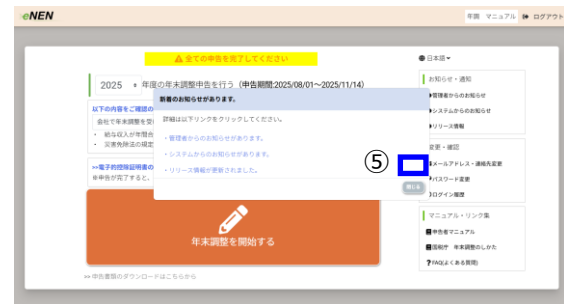 eNEN
年調 マニュアル ログアウト
全ての申告を完了してください
日本語
2025 年度の年末調整申告を行う（申告期間:2025/08/01～2025/11/14）
お知らせ・通知
管理者からのお知らせ
システムからのお知らせ
リリース情報
新着のお知らせがあります。
詳細は以下リンクをクリックしてください。
・管理者からのお知らせがあります。
・システムからのお知らせがあります。
・リリース情報が更新されました。
⑤
閉じる
以下の内容をご確認の
会社で年末調整を受
・ 給与収入が年間合
・ 災害免除法の規定
>>電子的控除証明書の
※申告が完了すると、
変更・確認
メールアドレス・連絡先変更
パスワード変更
ログイン履歴
年末調整を開始する
マニュアル・リンク集
申告者マニュアル
国税庁 年末調整のしかた
FAQ(よくある質問)
>> 申告書類のダウンロードはこちらから